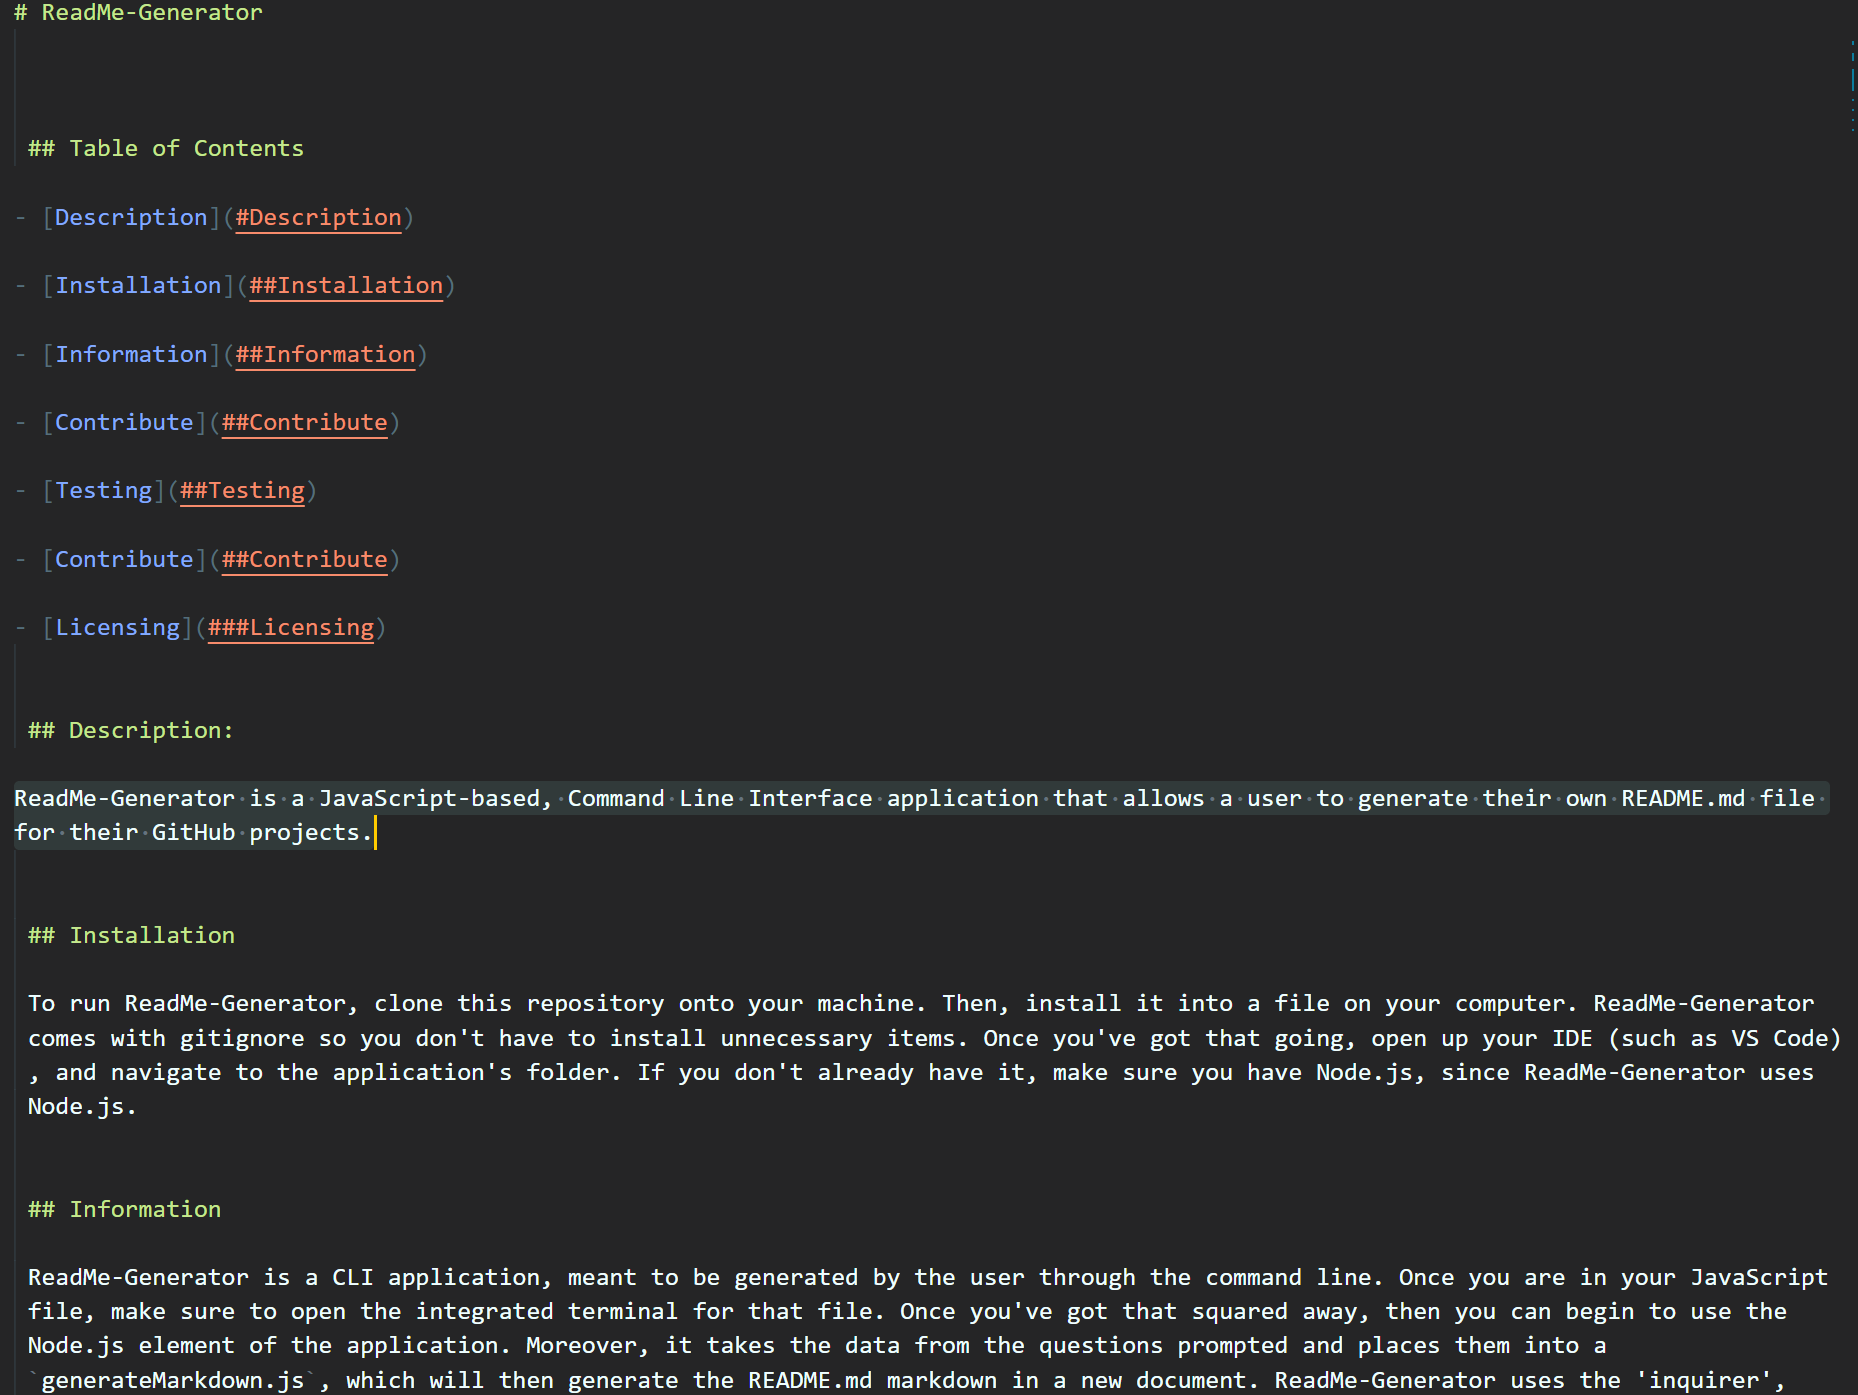 # ReadMe-Generator
## Table of Contents
- [Description](#Description)
- [Installation](##Installation)
- [Information](##Information)
- [Contribute](##Contribute)
- [Testing](##Testing)
- [Contribute](##Contribute)
- [Licensing](###Licensing)
## Description:
ReadMe-Generator is a JavaScript-based, Command Line Interface application that allows a user to generate their own README.md file
for their GitHub projects.
## Installation
To run ReadMe-Generator, clone this repository onto your machine. Then, install it into a file on your computer. ReadMe-Generator
comes with gitignore so you don't have to install unnecessary items. Once you've got that going, open up your IDE (such as VS Code)
, and navigate to the application's folder. If you don't already have it, make sure you have Node.js, since ReadMe-Generator uses
Node.js.
## Information
ReadMe-Generator is a CLI application, meant to be generated by the user through the command line. Once you are in your JavaScript
file, make sure to open the integrated terminal for that file. Once you've got that squared away, then you can begin to use the
Node.js element of the application. Moreover, it takes the data from the questions prompted and places them into a
`generateMarkdown.js`, which will then generate the README.md markdown in a new document. ReadMe-Generator uses the 'inquirer',